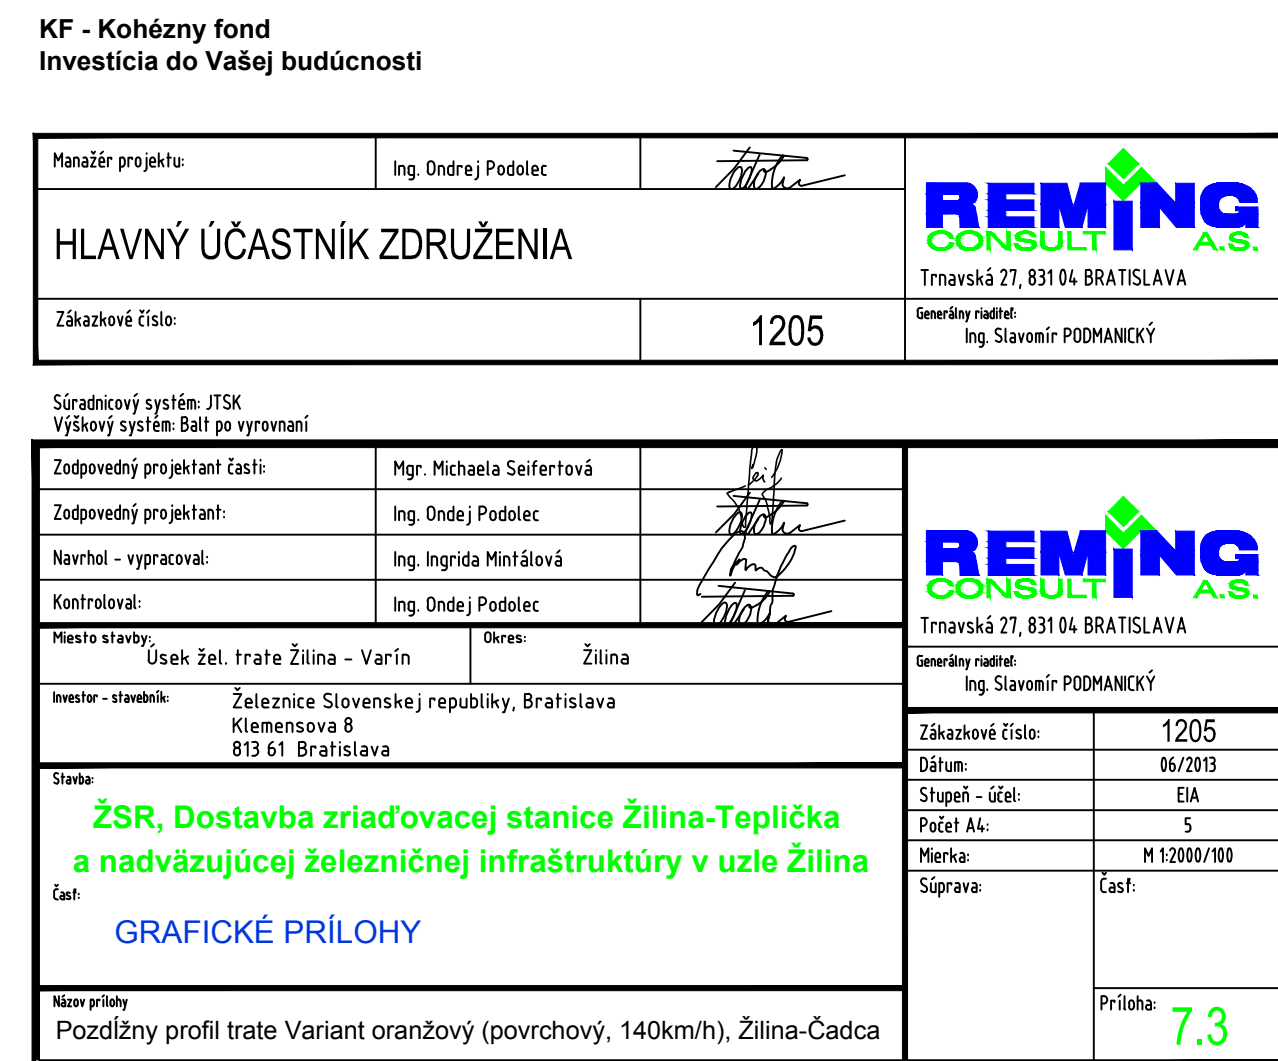 KF - Kohézny fond
Investícia do Vašej budúcnosti
Manažér projektu:
Ing. Ondrej Podolec
HLAVNÝ ÚČASTNÍK ZDRUŽENIA
REMING
CONSULT A.S.
Trnavská 27, 831 04 BRATISLAVA
Zákazkové číslo:
1205
Generálny riaditeľ:
Ing. Slavomír PODMANICKÝ
Súradnicový systém: JTSK
Výškový systém: Balt po vyrovnaní
Zodpovedný projektant časti:
Mgr. Michaela Seifertová
Zodpovedný projektant:
Ing. Ondej Podolec
Navrhol - vypracoval:
Ing. Ingrida Mintálová
Kontroloval:
Ing. Ondej Podolec
REMING
CONSULT A.S.
Trnavská 27, 831 04 BRATISLAVA
Miesto stavby:
Úsek žel. trate Žilina - Varín
Okres:
Žilina
Generálny riaditeľ:
Ing. Slavomír PODMANICKÝ
Investor - stavebník:
Železnice Slovenskej republiky, Bratislava
Klemensova 8
813 61 Bratislava
Zákazkové číslo:
1205
Dátum:
06/2013
Stupeň - účel:
EIA
Počet A4:
5
Mierka:
M 1:2000/100
Súprava:
Časť:
Stavba:
ŽSR, Dostavba zriaďovacej stanice Žilina-Teplička
a nadväzujúcej železničnej infraštruktúry v uzle Žilina
Časť:
GRAFICKÉ PRÍLOHY
Názov prílohy
Pozdĺžny profil trate Variant oranžový (povrchový, 140km/h), Žilina-Čadca
Príloha:
7.3